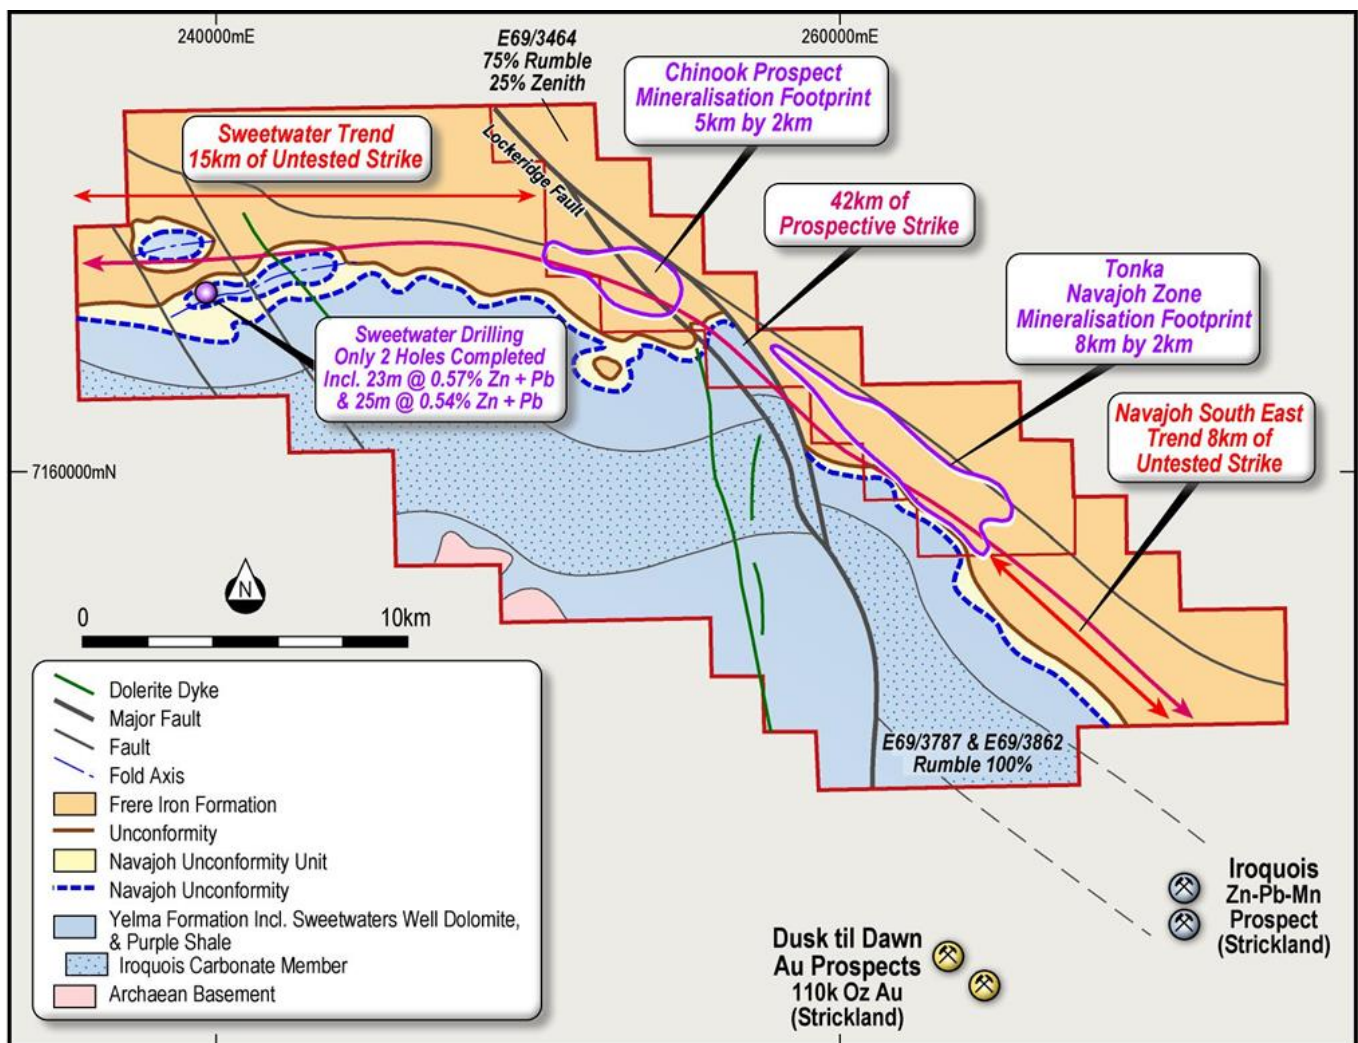 240000mE
260000mE
E69/3464
75% Rumble
25% Zenith
Chinook Prospect
Mineralisation Footprint
5km by 2km
Sweetwater Trend
15km of Untested Strike
Lockeridge Fault
42km of
Prospective Strike
Tonka
Navajoh Zone
Mineralisation Footprint
8km by 2km
Sweetwater Drilling
Only 2 Holes Completed
Incl. 23m @ 0.57% Zn + Pb
& 25m @ 0.54% Zn + Pb
Navajoh South East
Trend 8km of
Untested Strike
7160000mN
N
0
10km
Dolerite Dyke
Major Fault
Fault
Fold Axis
Frere Iron Formation
Unconformity
Navajoh Unconformity Unit
Navajoh Unconformity
Yelma Formation Incl. Sweetwaters Well Dolomite,
& Purple Shale
Iroquois Carbonate Member
Archaean Basement
E69/3787 & E69/3862
Rumble 100%
Iroquois
Zn-Pb-Mn
Prospect
(Strickland)
Dusk til Dawn
Au Prospects
110k Oz Au
(Strickland)